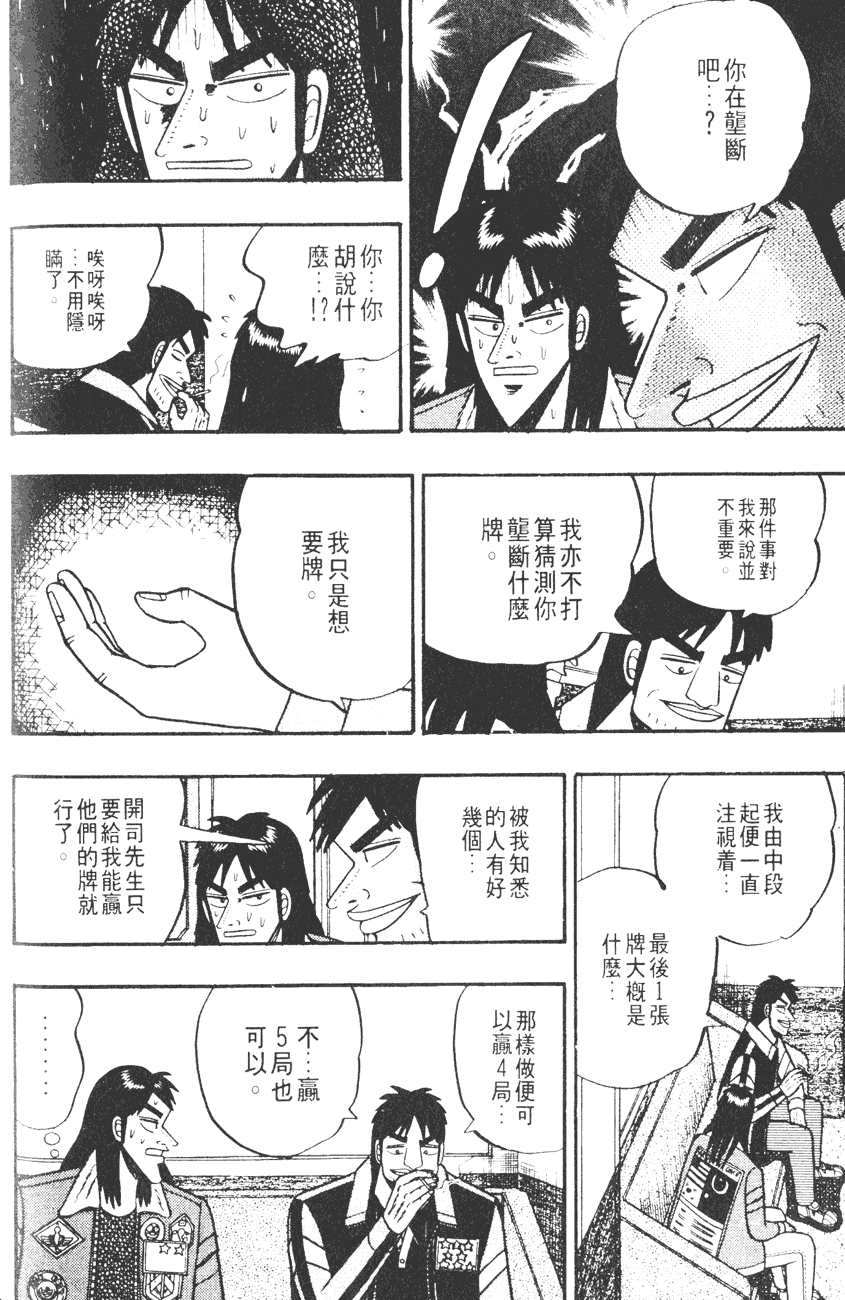 你在壟斷
吧…?
你…你
胡說什
麼…!?
唉呀唉呀
…不用隱
瞞了。
那件事對
我來說並
不重要。
我亦不打
算猜測你
壟斷什麼
牌。
我只是想
要牌。
我由中段
起便一直
注視着…
最後1張
牌大概是
什麼…
被我知悉
的人有好
幾個…
開司先生只
要給我能贏
他們的牌就
行了。
那樣做便可
以贏4局…
不…贏
5局也
可以。
………